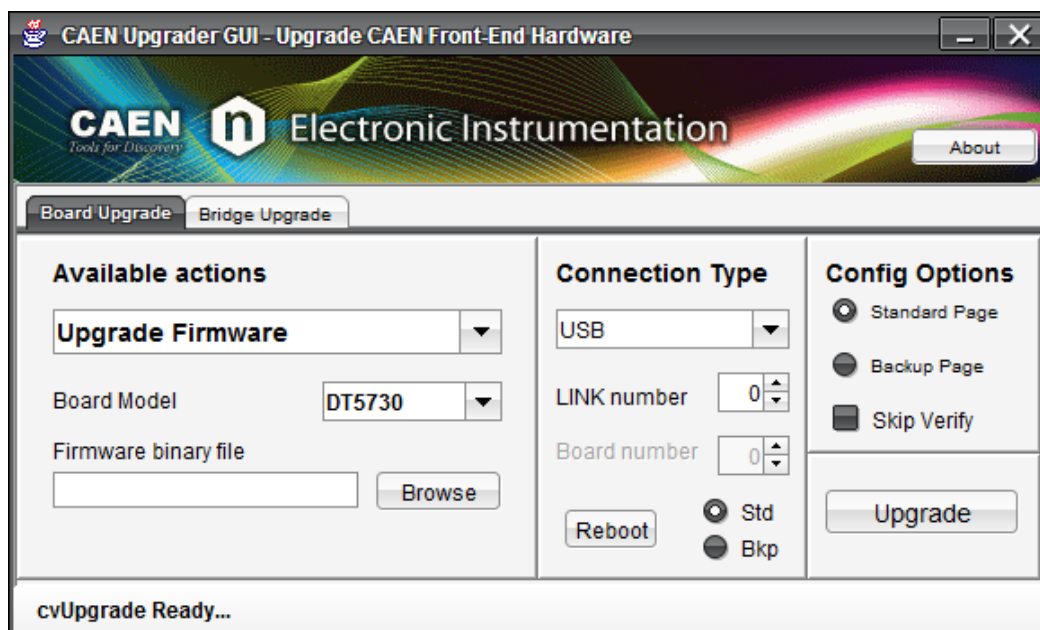 CAEN Upgrader GUI - Upgrade CAEN Front-End Hardware
CAEN n Electronic Instrumentation
Tools for Discovery
About
Board Upgrade Bridge Upgrade
Available actions
Upgrade Firmware
Board Model DT5730
Firmware binary file
Browse
Connection Type
USB
LINK number 0
Board number 0
Reboot Std
Bkp
Config Options
Standard Page
Backup Page
Skip Verify
Upgrade
cvUpgrade Ready...